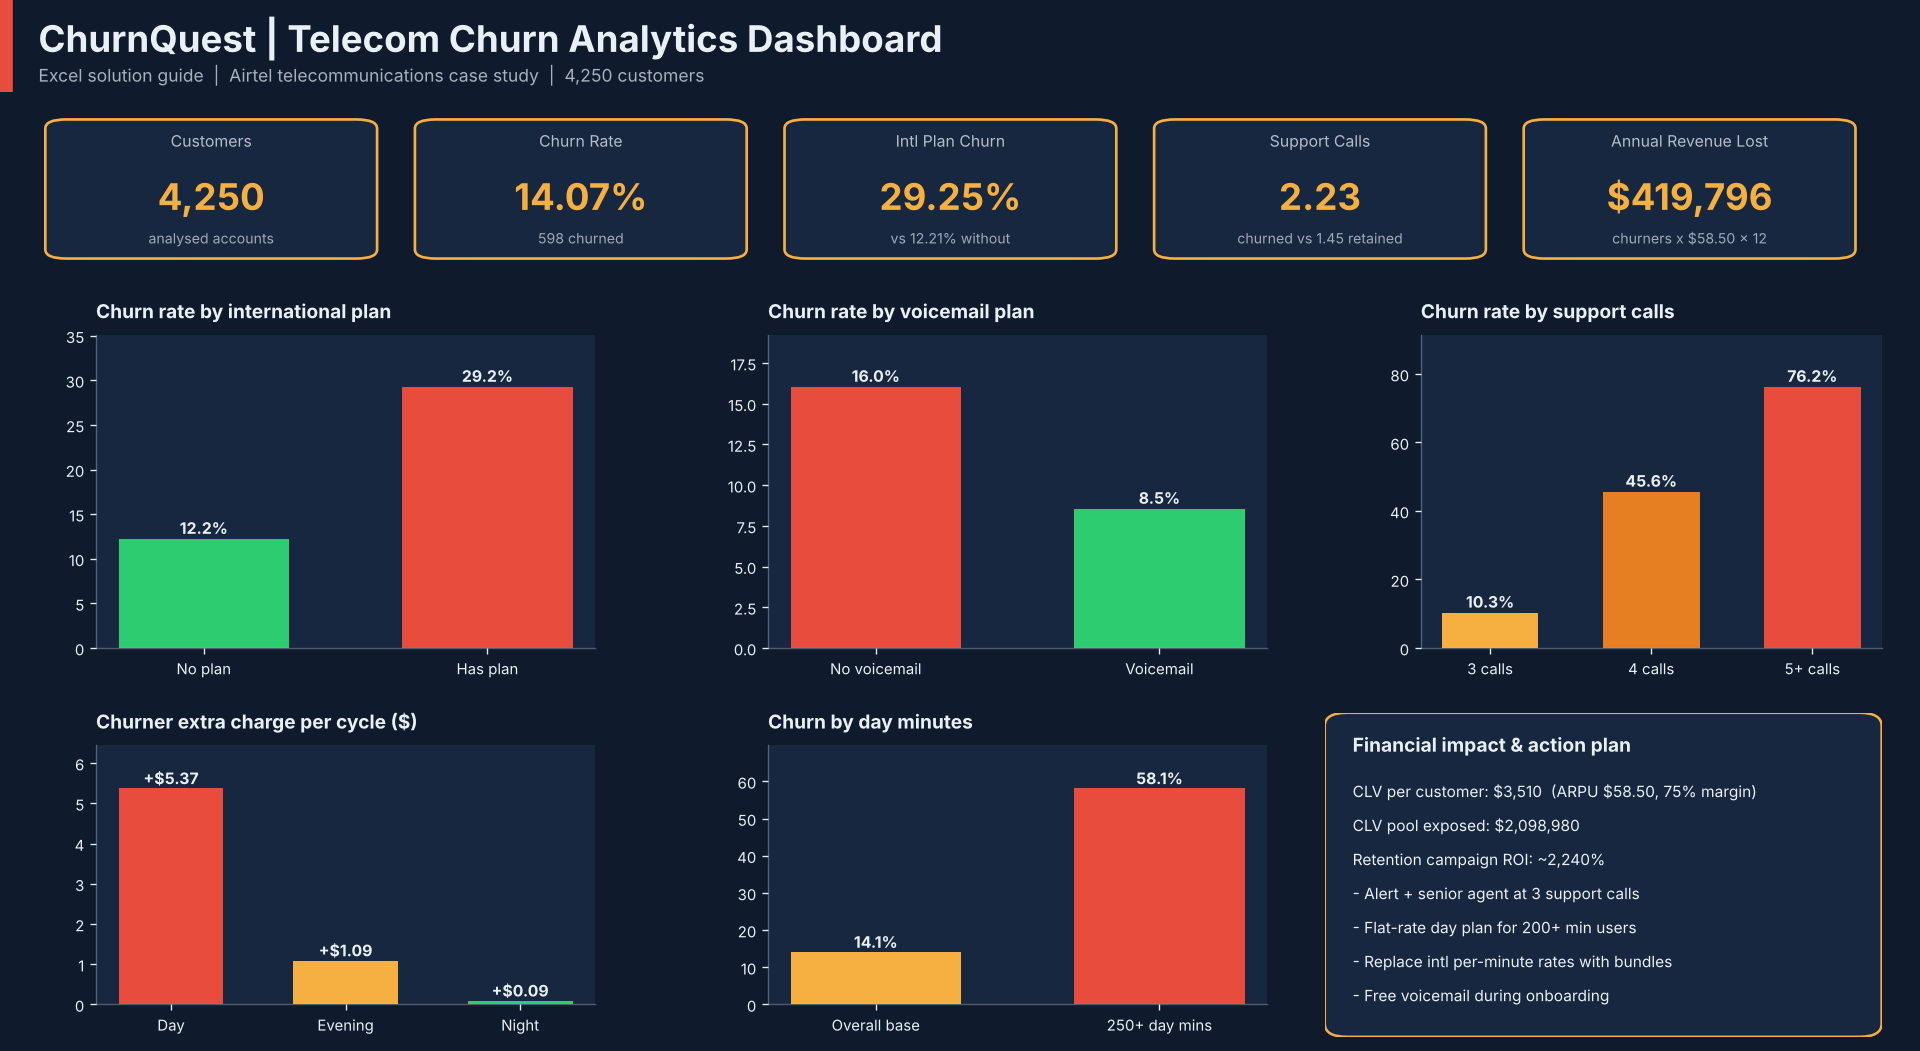 ChurnQuest | Telecom Churn Analytics Dashboard
Excel solution guide | Airtel telecommunications case study | 4,250 customers
Customers
4,250
analysed accounts
Churn Rate
14.07%
598 churned
Intl Plan Churn
29.25%
vs 12.21% without
Support Calls
2.23
churned vs 1.45 retained
Annual Revenue Lost
$419,796
churners x $58.50 × 12
Churn rate by international plan
35
30
25
20
15
10
5
0
12.2%
29.2%
No plan
Has plan
Churn rate by voicemail plan
17.5
15.0
12.5
10.0
7.5
5.0
2.5
0.0
16.0%
8.5%
No voicemail
Voicemail
Churn rate by support calls
80
60
40
20
0
10.3%
45.6%
76.2%
3 calls
4 calls
5+ calls
Churner extra charge per cycle ($)
6
5
4
3
2
1
0
+$5.37
+$1.09
+$0.09
Day
Evening
Night
Churn by day minutes
60
50
40
30
20
10
0
14.1%
58.1%
Overall base
250+ day mins
Financial impact & action plan
CLV per customer: $3,510 (ARPU $58.50, 75% margin)
CLV pool exposed: $2,098,980
Retention campaign ROI: ~2,240%
- Alert + senior agent at 3 support calls
- Flat-rate day plan for 200+ min users
- Replace intl per-minute rates with bundles
- Free voicemail during onboarding